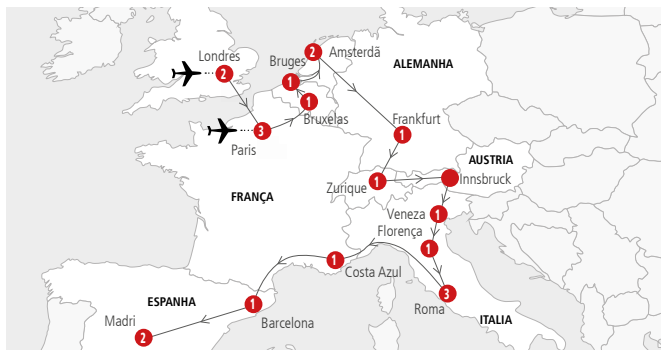 Londres
2
Bruges
1
2
Amsterdã
ALEMANHA
1
Bruxelas
3
Paris
Frankfurt
1
AUSTRIA
Innsbruck
Zurique
1
FRANÇA
Veneza
1
Florença
1
Costa Azul
1
Roma
3
ITALIA
ESPANHA
Madri
2
1
Barcelona